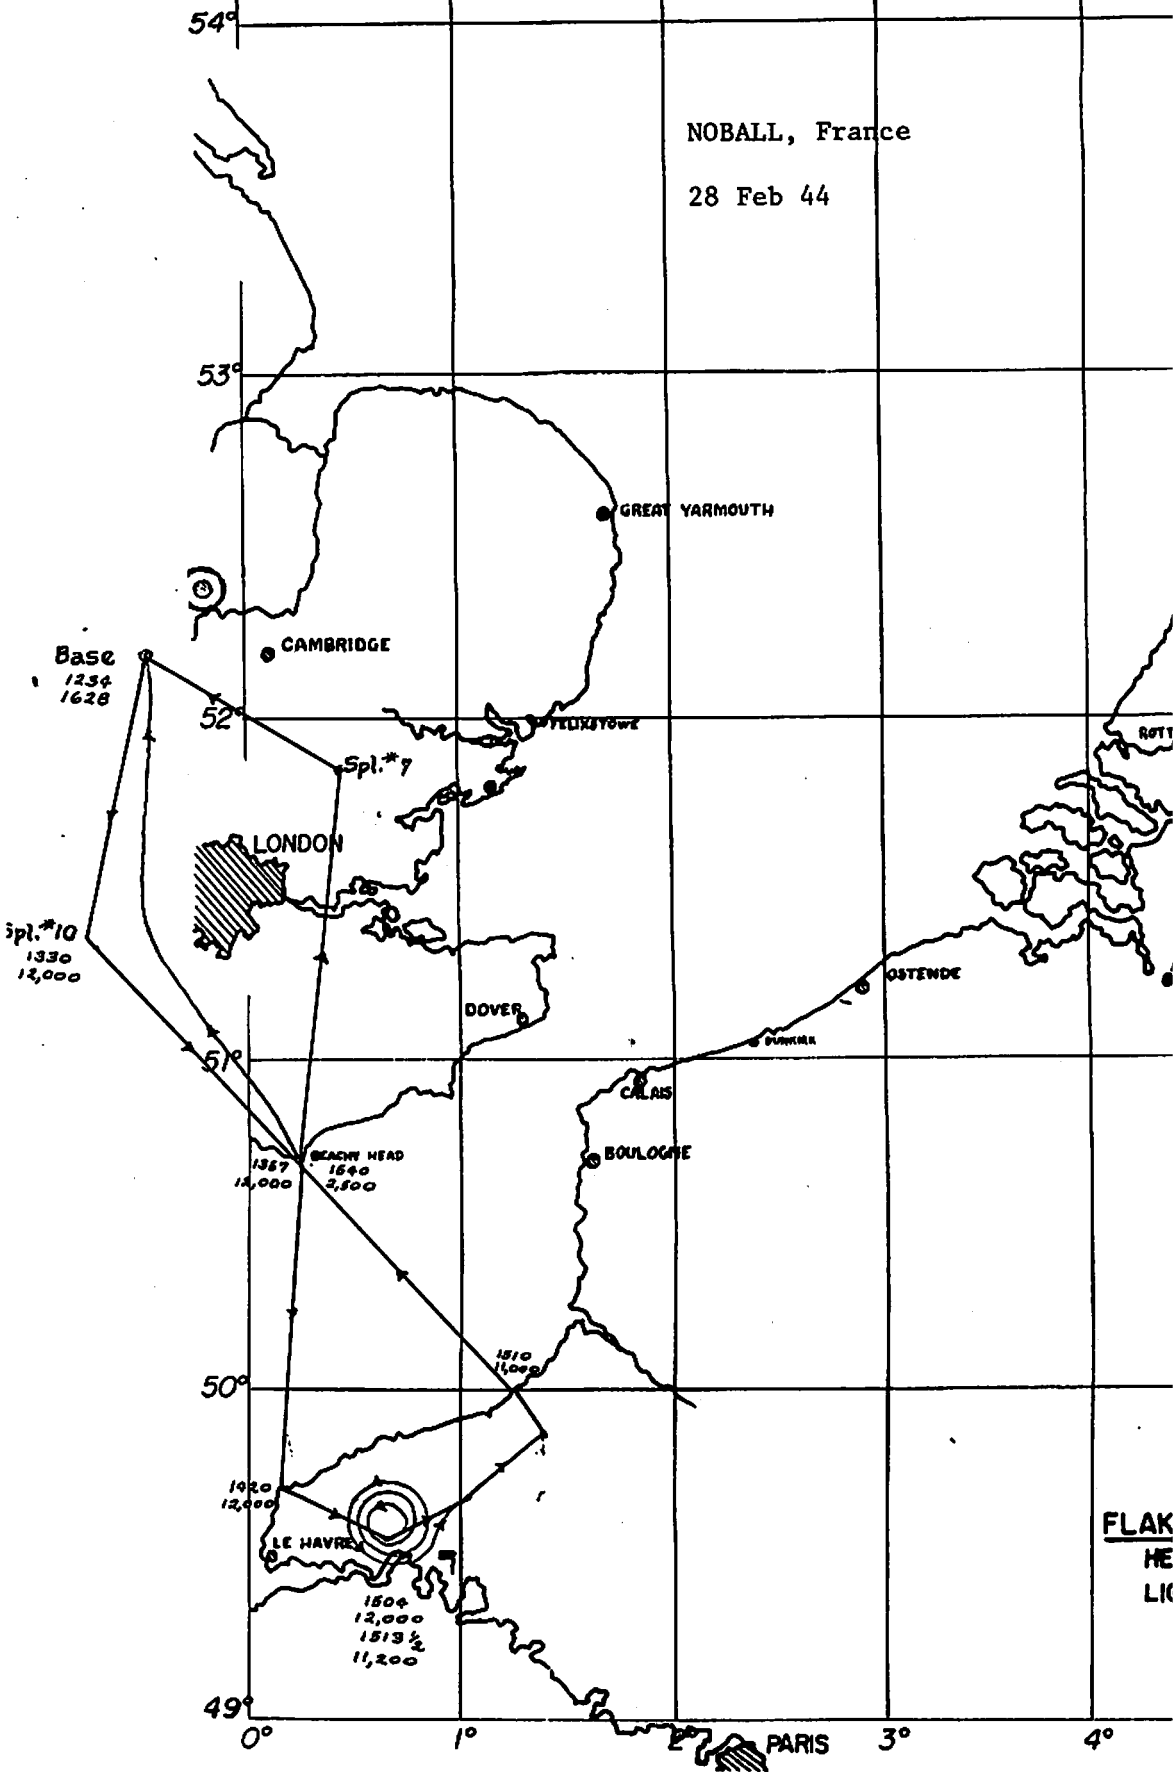 54°
NOBALL, France
28 Feb 44
53°
GREAT YARMOUTH
CAMBRIDGE
Base
1234
1628
52°
FELIXSTOWE
ROTT
Spl.#7
LONDON
Spl.#10
1330
12,000
OSTENDE
DOVER
DUNKIRK
51°
CALAIS
BEACHY HEAD
BOULOGNE
1357
12,000
1540
2,500
1510
11,000
50°
1420
12,000
LE HAVRE
FLAK
HE
LIG
1504
12,000
1513½
11,200
49°
0°
1°
2°
PARIS
3°
4°